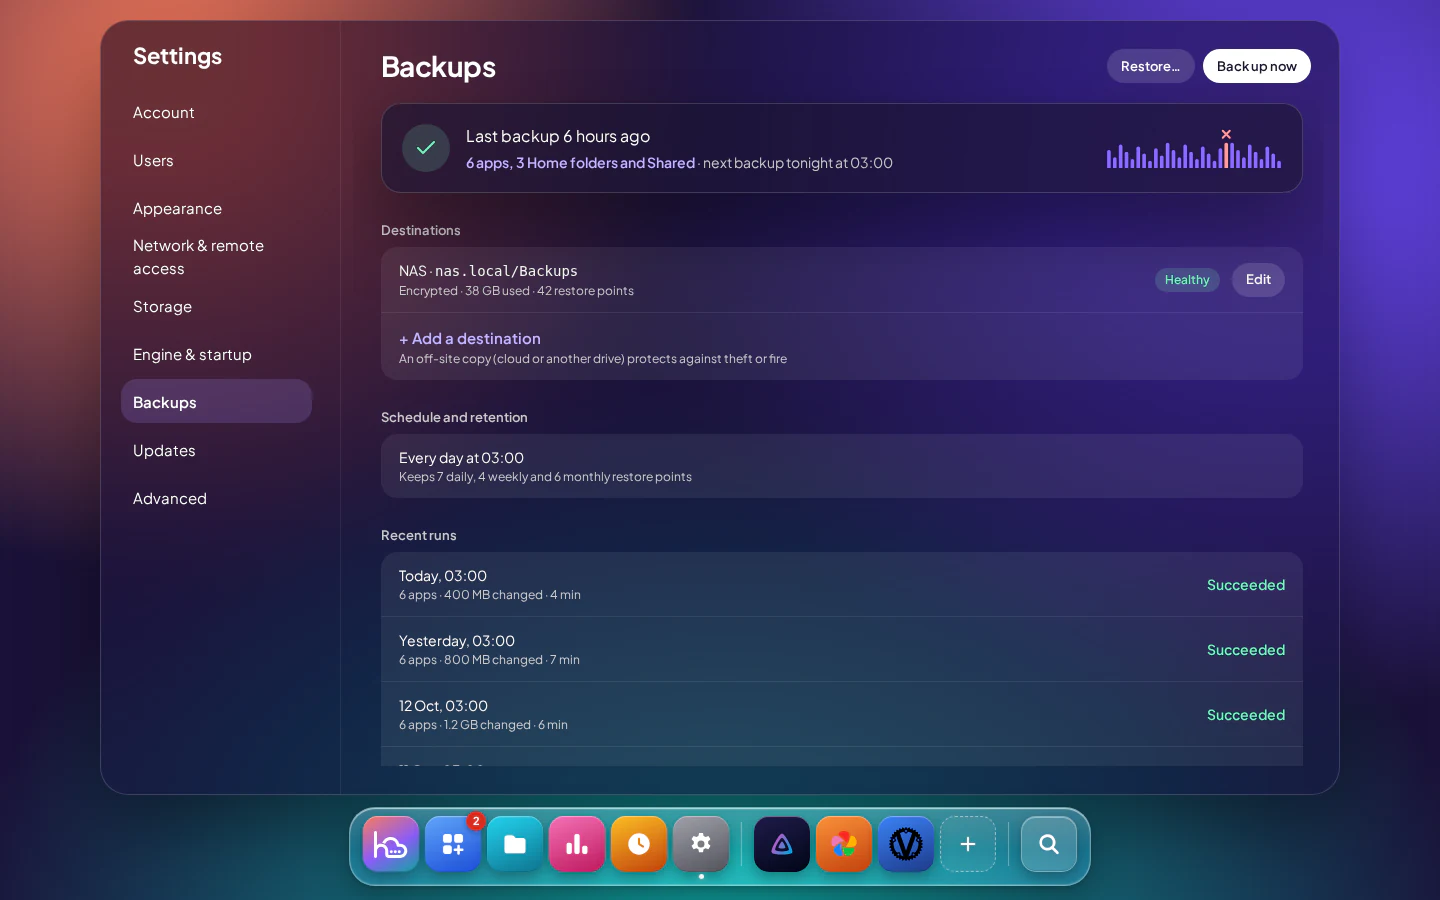 Settings
Account
Users
Appearance
Network & remote
access
Storage
Engine & startup
Backups
Updates
Advanced
Backups
Restore…
Back up now
Last backup 6 hours ago
6 apps, 3 Home folders and Shared · next backup tonight at 03:00
Destinations
NAS · nas.local/Backups
Encrypted · 38 GB used · 42 restore points
Healthy
Edit
+ Add a destination
An off-site copy (cloud or another drive) protects against theft or fire
Schedule and retention
Every day at 03:00
Keeps 7 daily, 4 weekly and 6 monthly restore points
Recent runs
Today, 03:00
6 apps · 400 MB changed · 4 min
Succeeded
Yesterday, 03:00
6 apps · 800 MB changed · 7 min
Succeeded
12 Oct, 03:00
6 apps · 1.2 GB changed · 6 min
Succeeded
2